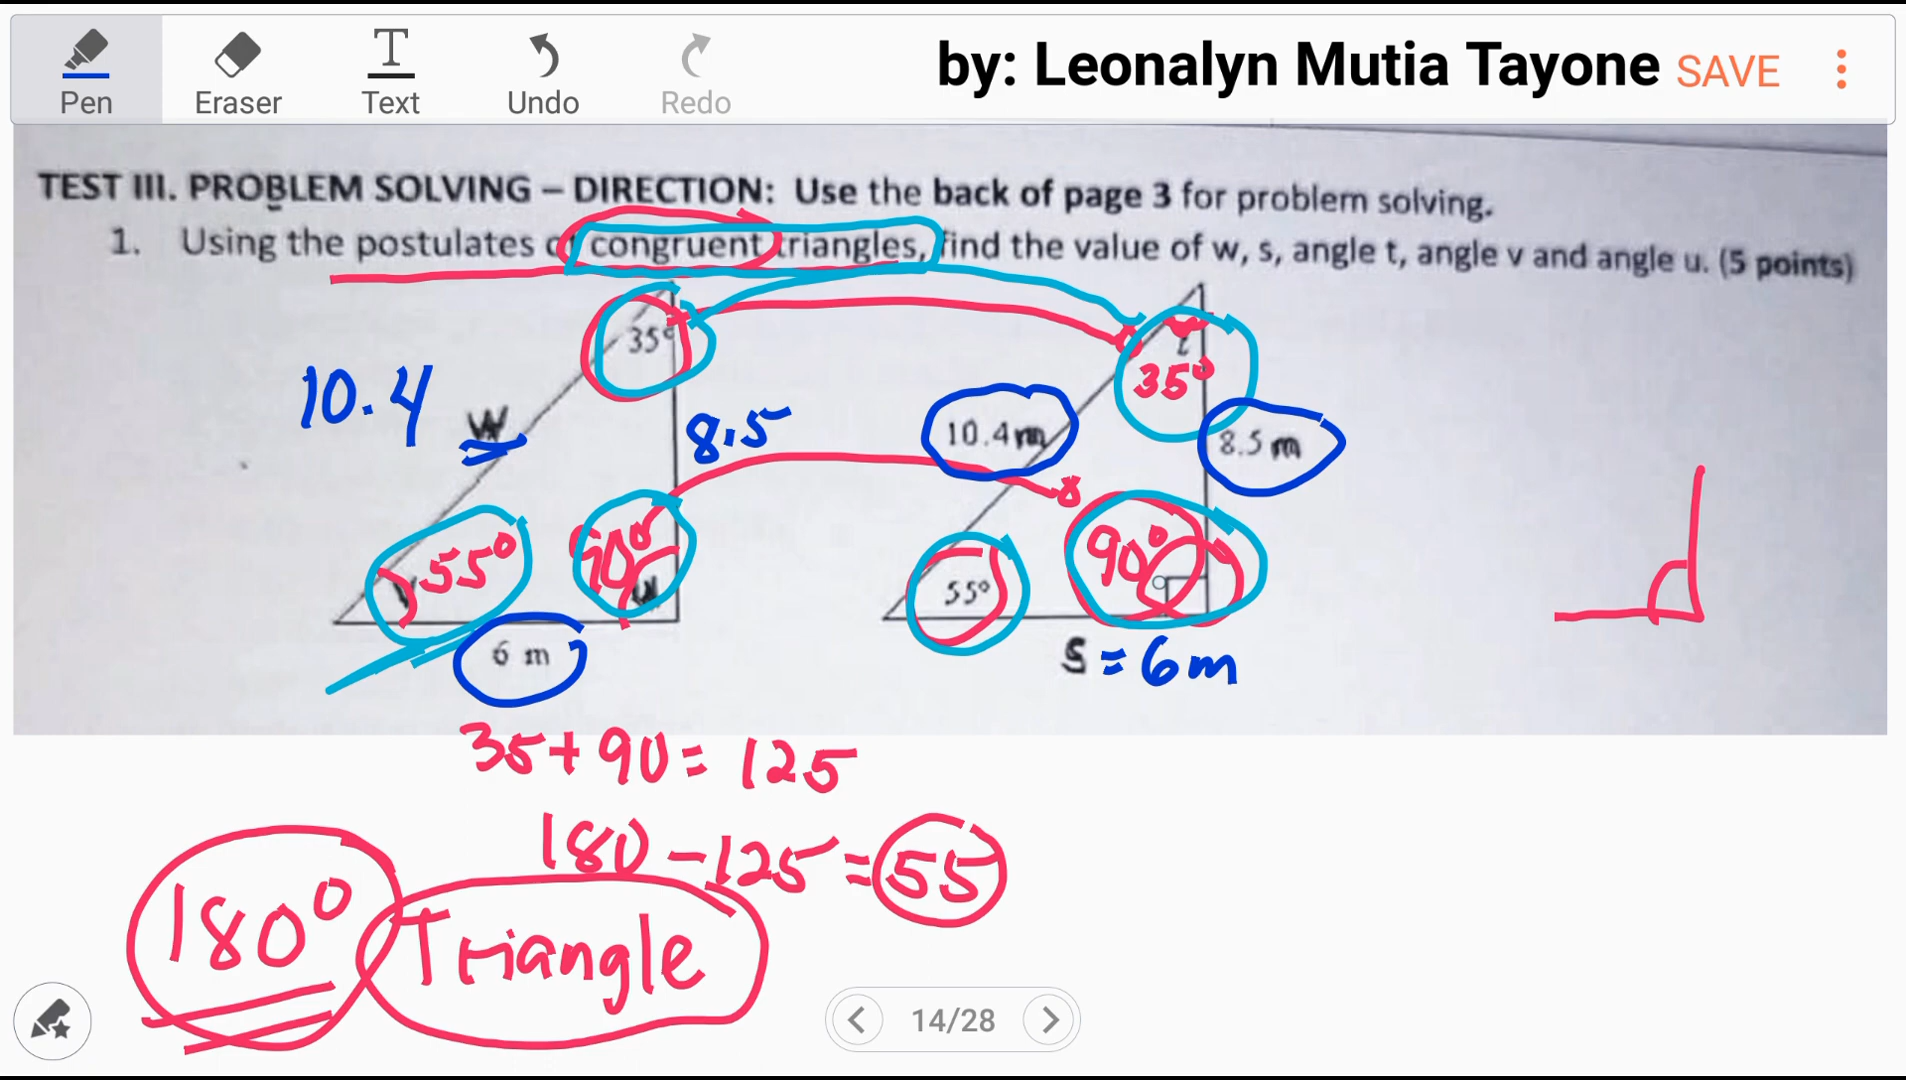 Pen
Eraser
Text
Undo
Redo
by: Leonalyn Mutia Tayone
SAVE
TEST III. PROBLEM SOLVING – DIRECTION: Use the back of page 3 for problem solving.
1. Using the postulates of congruent triangles, find the value of w, s, angle t, angle v and angle u. (5 points)
35°
t
35°
10.4
W
8.5
10.4m
8.5 m
55°
90°
u
55°
90°
6 m
S = 6m
35+90= 125
180 -125 = 55
180°
Triangle
14/28